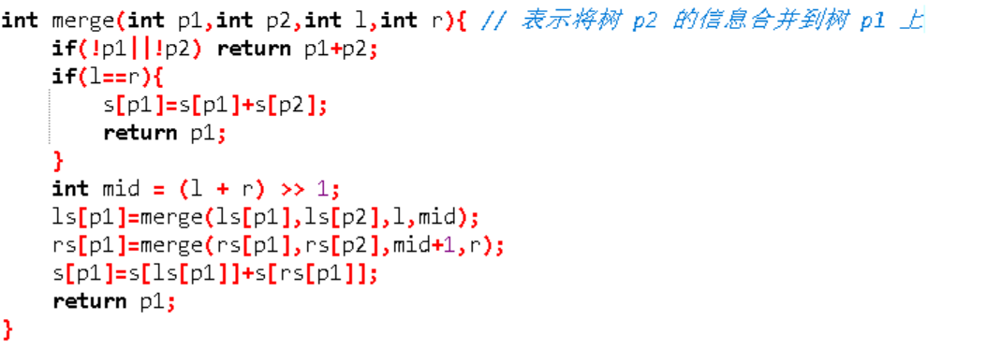 int merge(int p1,int p2,int l,int r){ // 表示将树 p2 的信息合并到树 p1 上
    if(!p1||!p2) return p1+p2;
    if(l==r){
        s[p1]=s[p1]+s[p2];
        return p1;
    }
    int mid = (l + r) >> 1;
    ls[p1]=merge(ls[p1],ls[p2],l,mid);
    rs[p1]=merge(rs[p1],rs[p2],mid+1,r);
    s[p1]=s[ls[p1]]+s[rs[p1]];
    return p1;
}